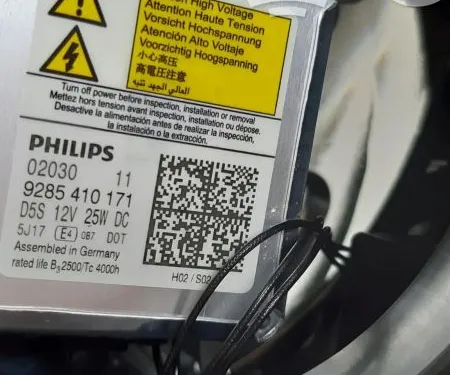 High Voltage
Attention Haute Tension
Vorsicht Hochspannung
Atención Alto Voltaje
Voorzichtig Hoogspanning
小心高压
高電圧注意
Turn off power before inspection, installation or removal
Mettez hors tension avant inspection, installation ou dépose.
Desactive la alimentación antes de realizar la inspección,
la instalación o la extracción.
PHILIPS
02030 11
9285 410 171
D5S 12V 25W DC
5J17 E4 087 DOT
Assembled in Germany
rated life B3 2500/Tc 4000h
H02 / S02